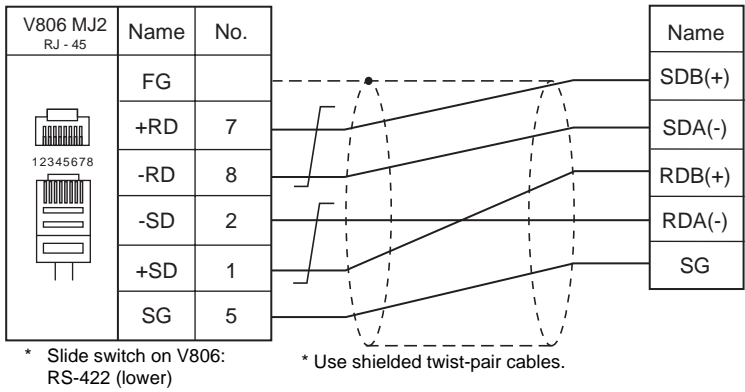 V806 MJ2
RJ - 45
Name No.
Name
FG
SDB(+)
+RD 7
SDA(-)
12345678
-RD 8
RDB(+)
-SD 2
RDA(-)
+SD 1
SG
SG 5
* Slide switch on V806:
RS-422 (lower)
* Use shielded twist-pair cables.